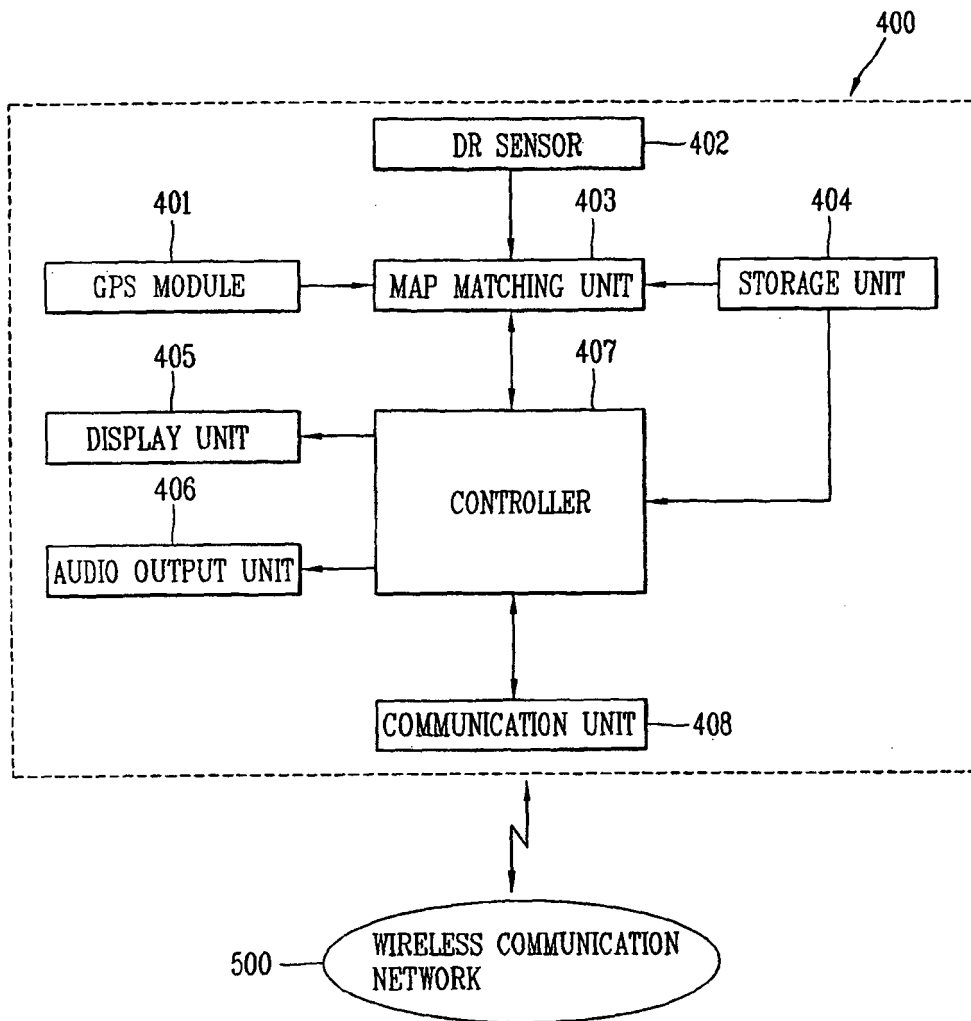 400
DR SENSOR
402
401
403
404
GPS MODULE
MAP MATCHING UNIT
STORAGE UNIT
405
407
DISPLAY UNIT
CONTROLLER
406
AUDIO OUTPUT UNIT
COMMUNICATION UNIT
408
500
WIRELESS COMMUNICATION
NETWORK